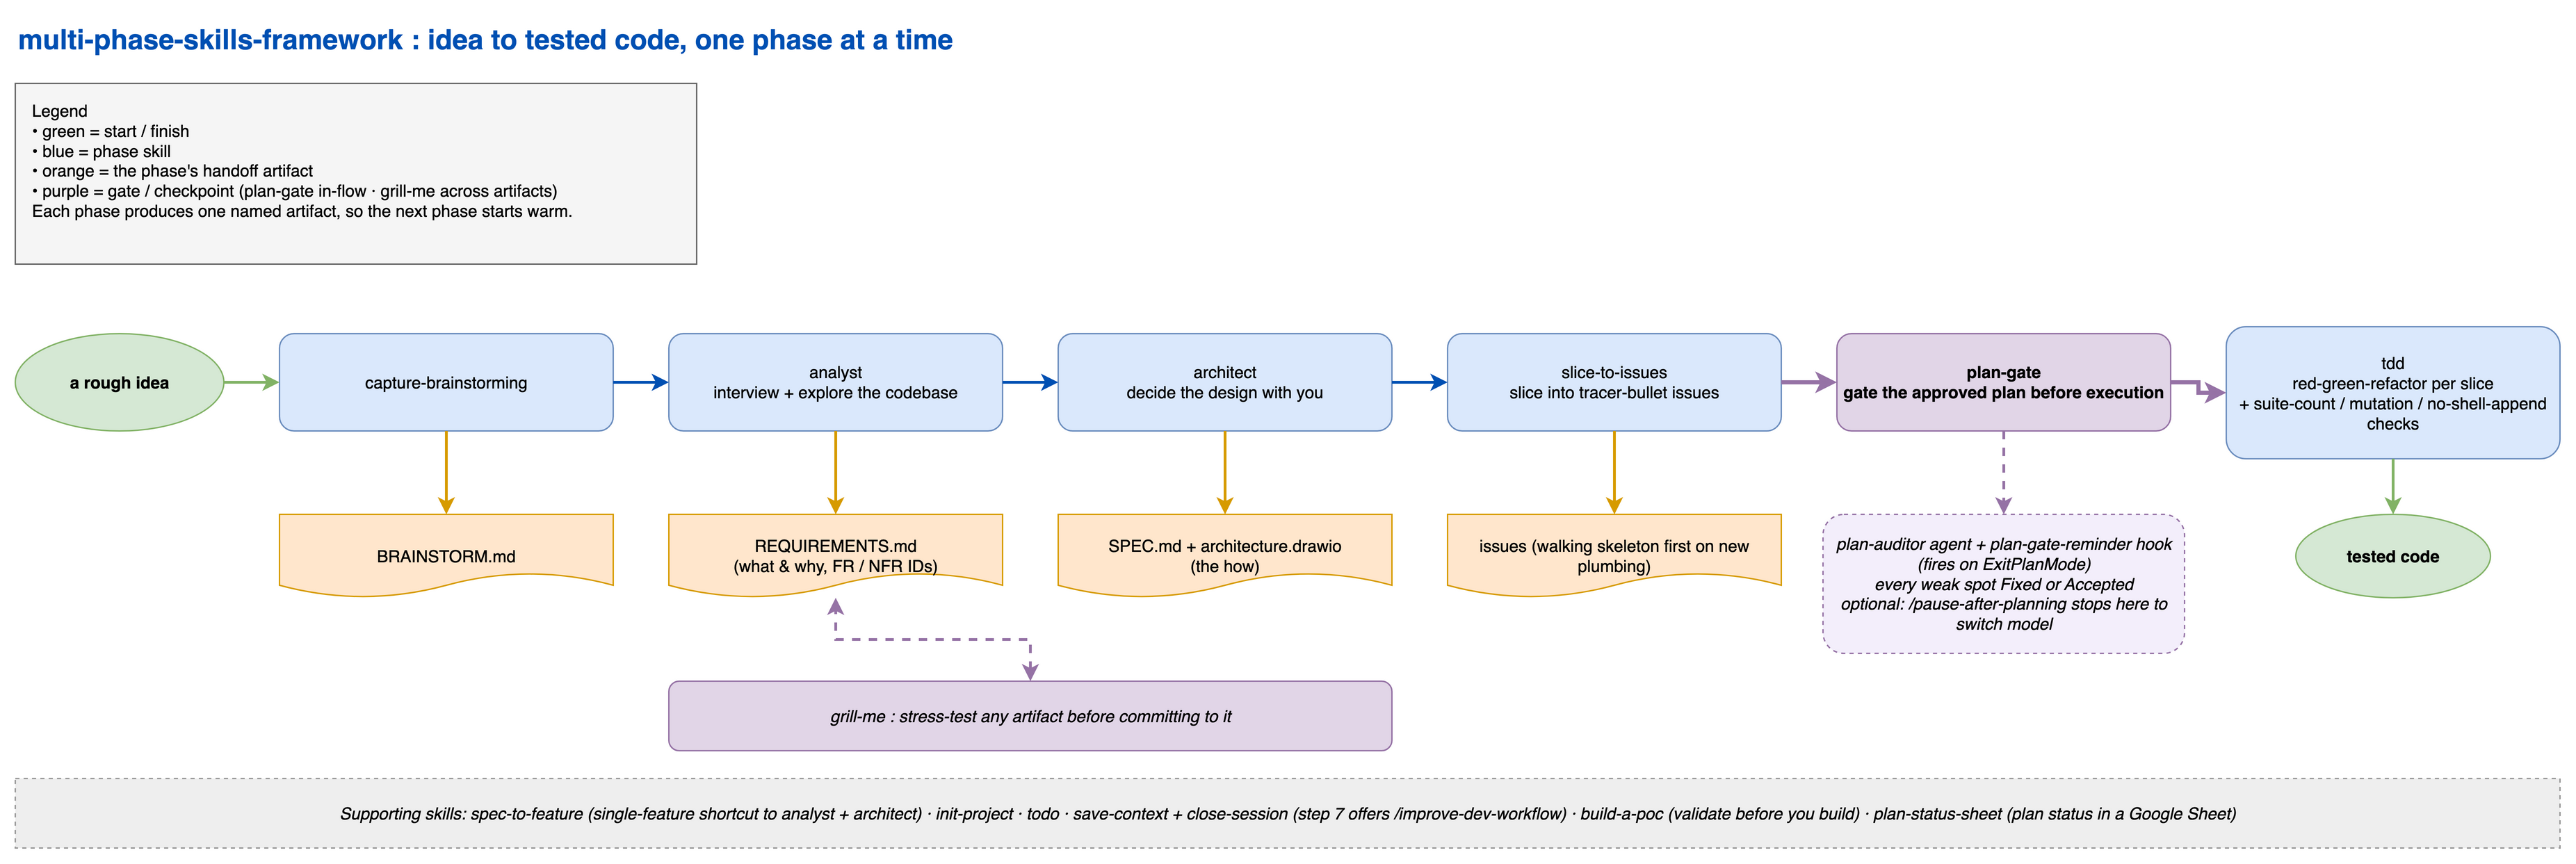 multi-phase-skills-framework : idea to tested code, one phase at a time
Legend
• green = start / finish
• blue = phase skill
• orange = the phase's handoff artifact
• purple = gate / checkpoint (plan-gate in-flow · grill-me across artifacts)
Each phase produces one named artifact, so the next phase starts warm.
a rough idea
capture-brainstorming
analyst
interview + explore the codebase
architect
decide the design with you
slice-to-issues
slice into tracer-bullet issues
plan-gate
gate the approved plan before execution
tdd
red-green-refactor per slice
+ suite-count / mutation / no-shell-append
checks
BRAINSTORM.md
REQUIREMENTS.md
(what & why, FR / NFR IDs)
SPEC.md + architecture.drawio
(the how)
issues (walking skeleton first on new
plumbing)
plan-auditor agent + plan-gate-reminder hook
(fires on ExitPlanMode)
every weak spot Fixed or Accepted
optional: /pause-after-planning stops here to
switch model
tested code
grill-me : stress-test any artifact before committing to it
Supporting skills: spec-to-feature (single-feature shortcut to analyst + architect) · init-project · todo · save-context + close-session (step 7 offers /improve-dev-workflow) · build-a-poc (validate before you build) · plan-status-sheet (plan status in a Google Sheet)